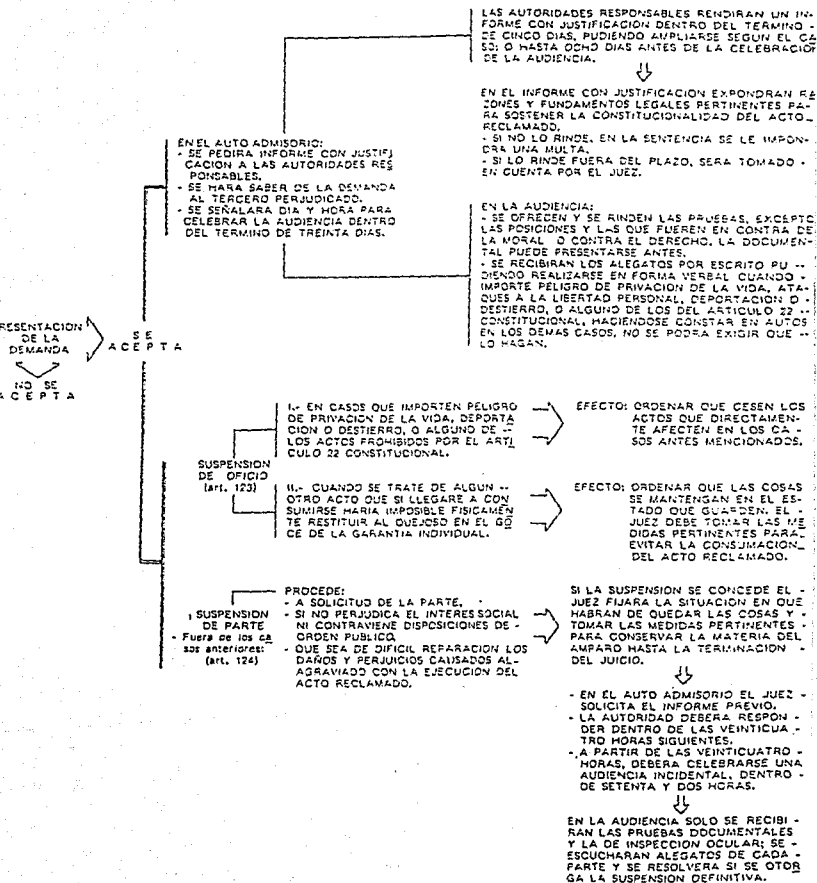 LAS AUTORIDADES RESPONSABLES RENDIRAN UN IN-
FORME CON JUSTIFICACION DENTRO DEL TERMINO -
DE CINCO DIAS, PUDIENDO AMPLIARSE SEGUN EL CA
SO; O HASTA OCHO DIAS ANTES DE LA CELEBRACION
DE LA AUDIENCIA.
EN EL INFORME CON JUSTIFICACION EXPONDRAN RA
ZONES Y FUNDAMENTOS LEGALES PERTINENTES PA-
RA SOSTENER LA CONSTITUCIONALIDAD DEL ACTO_
RECLAMADO.
- SI NO LO RINDE, EN LA SENTENCIA SE LE IMPON-
DRA UNA MULTA.
- SI LO RINDE FUERA DEL PLAZO, SERA TOMADO -
EN CUENTA POR EL JUEZ.
EN EL AUTO ADMISORIO:
- SE PEDIRA INFORME CON JUSTIFI
CACION A LAS AUTORIDADES RES
PONSABLES.
- SE HARA SABER DE LA DEMANDA
AL TERCERO PERJUDICADO.
- SE SEÑALARA DIA Y HORA PARA
CELEBRAR LA AUDIENCIA DENTRO
DEL TERMINO DE TREINTA DIAS.
EN LA AUDIENCIA:
- SE OFRECEN Y SE RINDEN LAS PRUEBAS, EXCEPTO
LAS POSICIONES Y LAS QUE FUEREN EN CONTRA DE
LA MORAL O CONTRA EL DERECHO. LA DOCUMEN-
TAL PUEDE PRESENTARSE ANTES.
- SE RECIBIRAN LOS ALEGATOS POR ESCRITO PU --
DIENDO REALIZARSE EN FORMA VERBAL CUANDO -
IMPORTE PELIGRO DE PRIVACION DE LA VIDA, ATA-
QUES A LA LIBERTAD PERSONAL, DEPORTACION O -
DESTIERRO, O ALGUNO DE LOS DEL ARTICULO 22 --
CONSTITUCIONAL, HACIENDOSE CONSTAR EN AUTOS
EN LOS DEMAS CASOS, NO SE PODRA EXIGIR QUE --
LO HAGAN.
RESENTACION
DE LA
DEMANDA
SE
ACEPTA
NO SE
ACEPTA
SUSPENSION
DE OFICIO
(art. 123)
I.- EN CASOS QUE IMPORTEN PELIGRO
DE PRIVACION DE LA VIDA, DEPORTA
CION O DESTIERRO, O ALGUNO DE --
LOS ACTOS PROHIBIDOS POR EL ARTI
CULO 22 CONSTITUCIONAL.
EFECTO: ORDENAR QUE CESEN LOS
ACTOS QUE DIRECTAMEN-
TE AFECTEN EN LOS CA -
SOS ANTES MENCIONADOS.
II.- CUANDO SE TRATE DE ALGUN --
OTRO ACTO QUE SI LLEGARE A CON
SUMIRSE HARIA IMPOSIBLE FISICAMEN
TE RESTITUIR AL QUEJOSO EN EL GO
CE DE LA GARANTIA INDIVIDUAL.
EFECTO: ORDENAR QUE LAS COSAS
SE MANTENGAN EN EL ES-
TADO QUE GUARDEN. EL -
JUEZ DEBE TOMAR LAS ME
DIDAS PERTINENTES PARA
EVITAR LA CONSUMACION_
DEL ACTO RECLAMADO.
SUSPENSION
DE PARTE
- Fuera de los ca
sos anteriores:
(art. 124)
PROCEDE:
- A SOLICITUD DE LA PARTE.
- SI NO PERJUDICA EL INTERES SOCIAL
NI CONTRAVIENE DISPOSICIONES DE -
ORDEN PUBLICO,
- QUE SEA DE DIFICIL REPARACION LOS
DAÑOS Y PERJUICIOS CAUSADOS AL-
AGRAVIADO CON LA EJECUCION DEL
ACTO RECLAMADO.
SI LA SUSPENSION SE CONCEDE EL -
JUEZ FIJARA LA SITUACION EN QUE
HABRAN DE QUEDAR LAS COSAS Y -
TOMAR LAS MEDIDAS PERTINENTES -
PARA CONSERVAR LA MATERIA DEL
AMPARO HASTA LA TERMINACION -
DEL JUICIO.
- EN EL AUTO ADMISORIO EL JUEZ -
SOLICITA EL INFORME PREVIO.
- LA AUTORIDAD DEBERA RESPON -
DER DENTRO DE LAS VEINTICUA -
TRO HORAS SIGUIENTES.
- A PARTIR DE LAS VEINTICUATRO -
HORAS, DEBERA CELEBRARSE UNA
AUDIENCIA INCIDENTAL, DENTRO -
DE SETENTA Y DOS HORAS.
EN LA AUDIENCIA SOLO SE RECIBI -
RAN LAS PRUEBAS DOCUMENTALES
Y LA DE INSPECCION OCULAR; SE -
ESCUCHARAN ALEGATOS DE CADA -
PARTE Y SE RESOLVERA SI SE OTOR
GA LA SUSPENSION DEFINITIVA.